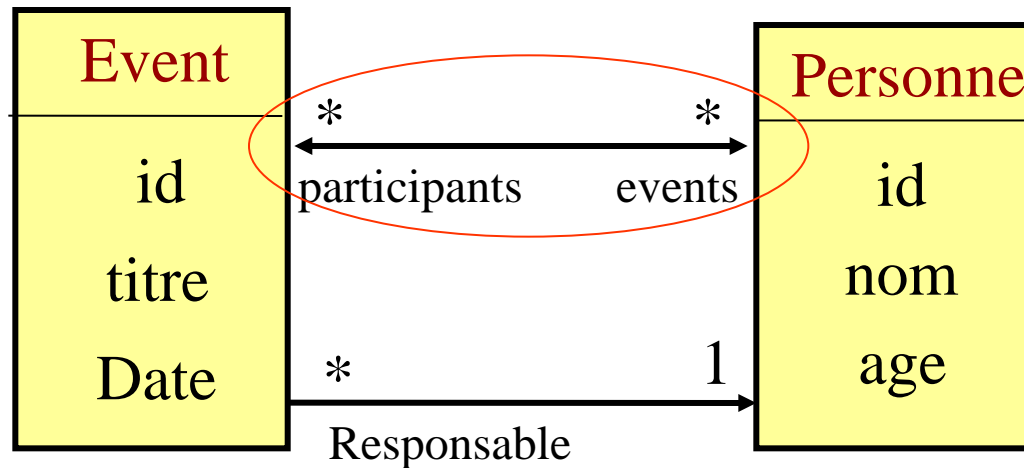 Event
id
titre
Date
* *
participants events
* 1
Responsable
Personne
id
nom
age